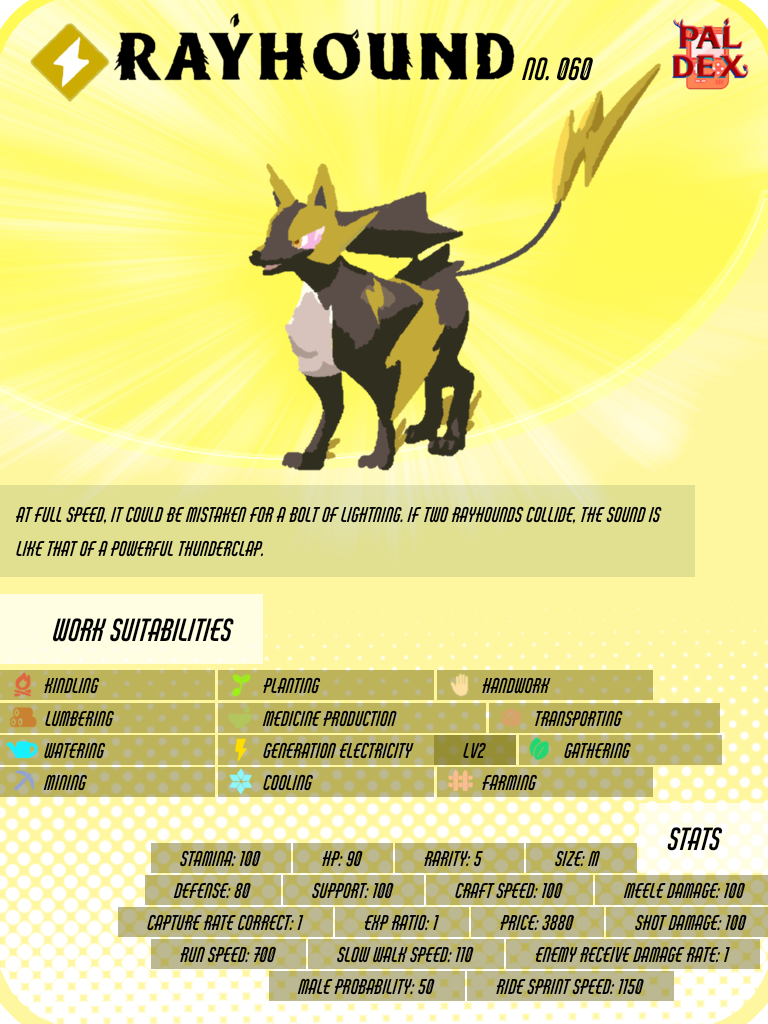 RAYHOUND NO. 060
PAL
DEX
AT FULL SPEED, IT COULD BE MISTAKEN FOR A BOLT OF LIGHTNING. IF TWO RAYHOUNDS COLLIDE, THE SOUND IS
LIKE THAT OF A POWERFUL THUNDERCLAP.
WORK SUITABILITIES
KINDLING PLANTING HANDWORK
LUMBERING MEDICINE PRODUCTION TRANSPORTING
WATERING GENERATION ELECTRICITY LV2 GATHERING
MINING COOLING FARMING
STATS
STAMINA: 100 HP: 90 RARITY: 5 SIZE: M
DEFENSE: 80 SUPPORT: 100 CRAFT SPEED: 100 MEELE DAMAGE: 100
CAPTURE RATE CORRECT: 1 EXP RATIO: 1 PRICE: 3880 SHOT DAMAGE: 100
RUN SPEED: 700 SLOW WALK SPEED: 110 ENEMY RECEIVE DAMAGE RATE: 1
MALE PROBABILITY: 50 RIDE SPRINT SPEED: 1150